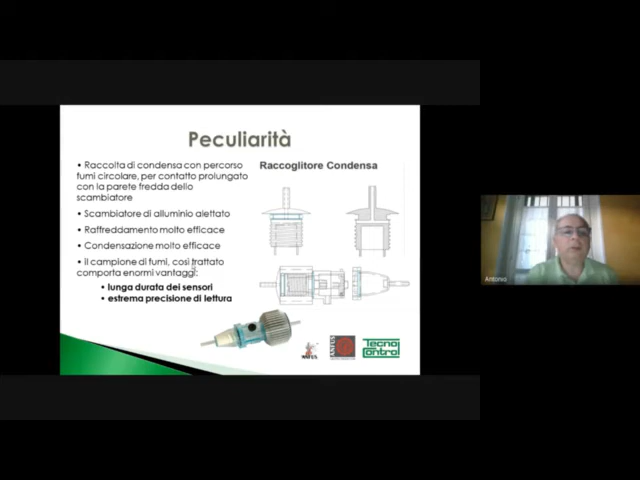 Peculiarità
• Raccolta di condensa con percorso
fumi circolare, per contatto prolungato
con la parete fredda dello
scambiatore
• Scambiatore di alluminio alettato
• Raffreddamento molto efficace
• Condensazione molto efficace
• il campione di fumi, così trattato
comporta enormi vantaggi:
• lunga durata dei sensori
• estrema precisione di lettura
Raccoglitore Condensa
Tecno
Control
Antonio